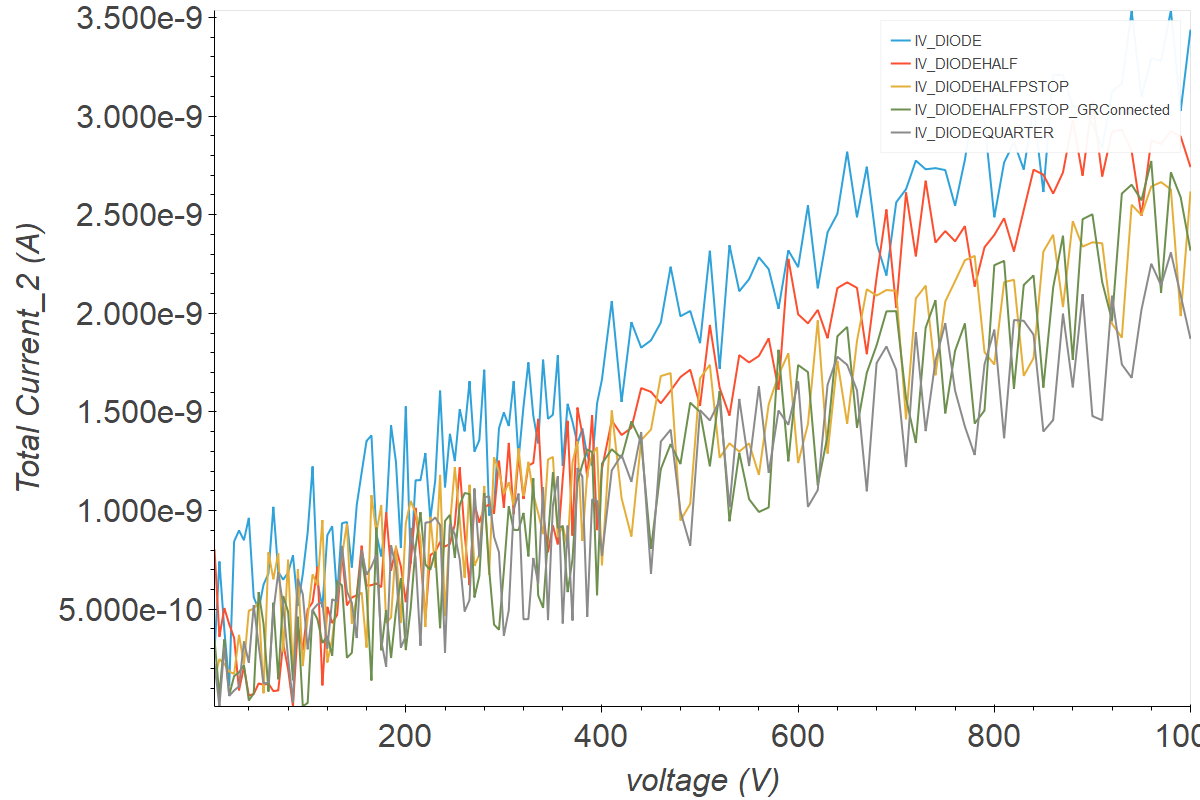 3.500e-9
3.000e-9
2.500e-9
2.000e-9
1.500e-9
1.000e-9
5.000e-10
Total Current_2 (A)
IV_DIODE
IV_DIODEHALF
IV_DIODEHALFPSTOP
IV_DIODEHALFPSTOP_GRConnected
IV_DIODEQUARTER
200
400
600
800
100
voltage (V)